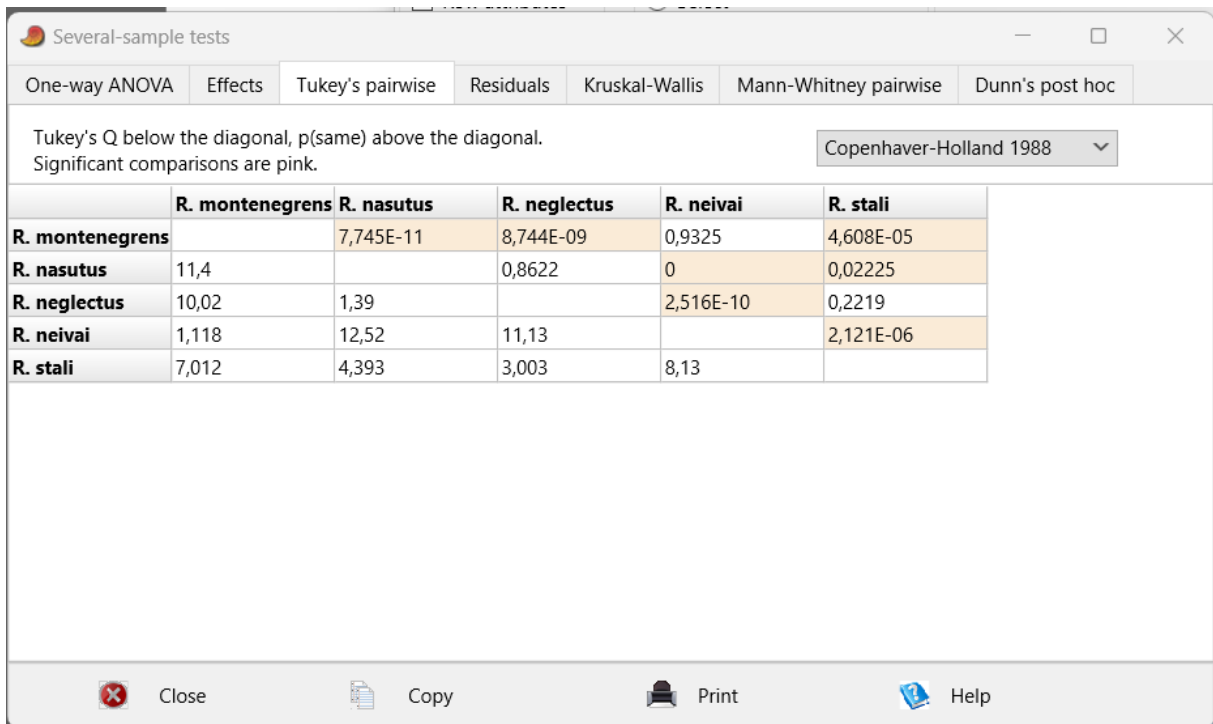 Several-sample tests
One-way ANOVA Effects Tukey's pairwise Residuals Kruskal-Wallis Mann-Whitney pairwise Dunn's post hoc
Tukey's Q below the diagonal, p(same) above the diagonal.
Significant comparisons are pink.
Copenhaver-Holland 1988
R. montenegrens R. nasutus R. neglectus R. neivai R. stali
R. montenegrens 7,745E-11 8,744E-09 0,9325 4,608E-05
R. nasutus 11,4 0,8622 0 0,02225
R. neglectus 10,02 1,39 2,516E-10 0,2219
R. neivai 1,118 12,52 11,13 2,121E-06
R. stali 7,012 4,393 3,003 8,13
Close Copy Print Help